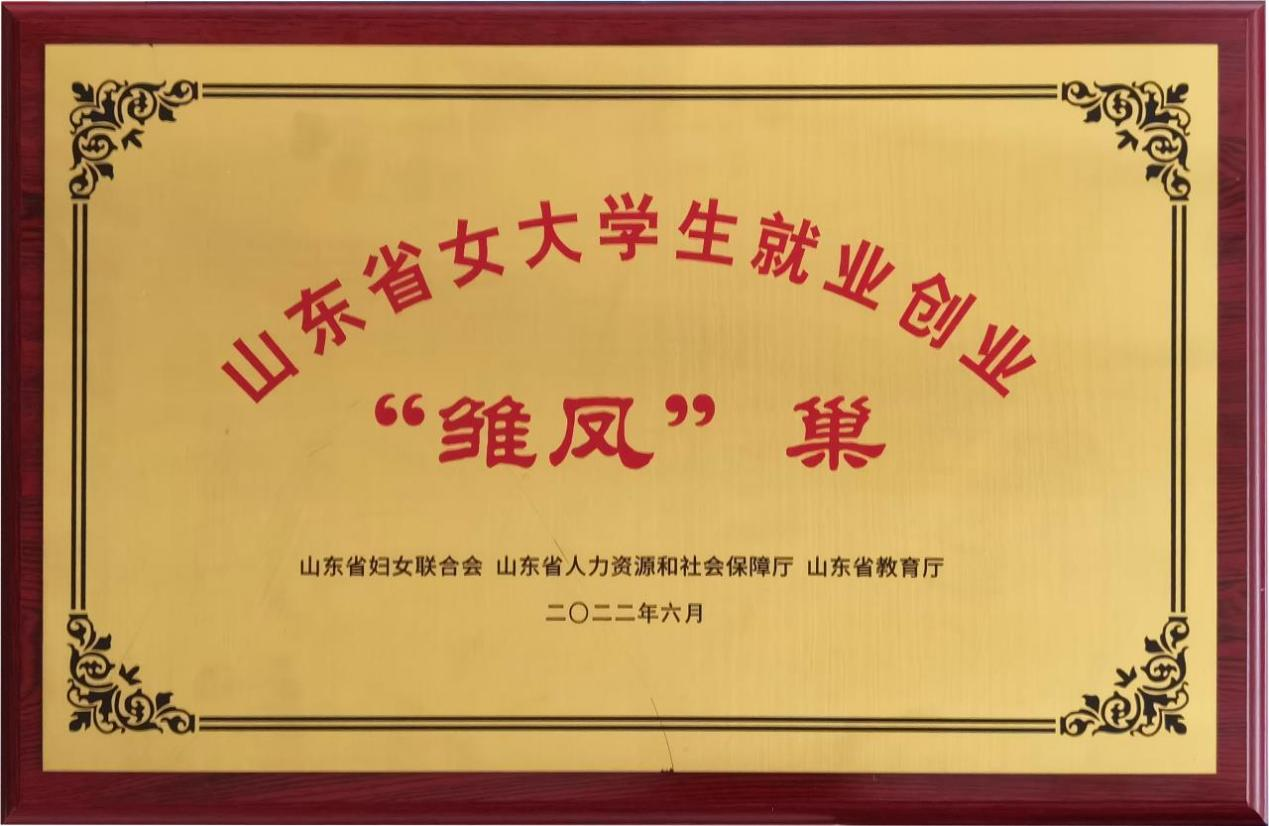 山东省女大学生就业创业
“雏凤”巢
山东省妇女联合会 山东省人力资源和社会保障厅 山东省教育厅
二〇二二年六月